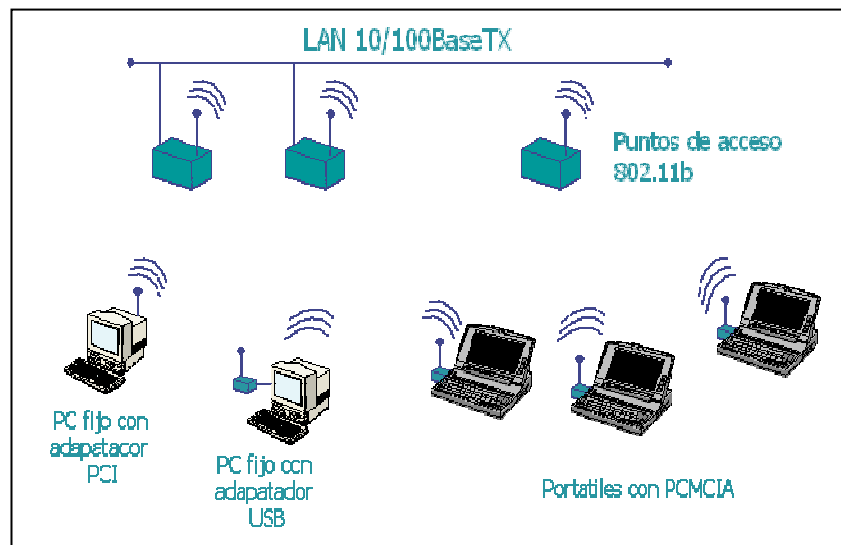 LAN 10/100BaseTX
Puntos de acceso
802.11b
PC fijo con
adapatacor
PCI
PC fijo con
adapatador
USB
Portatiles con PCMCIA